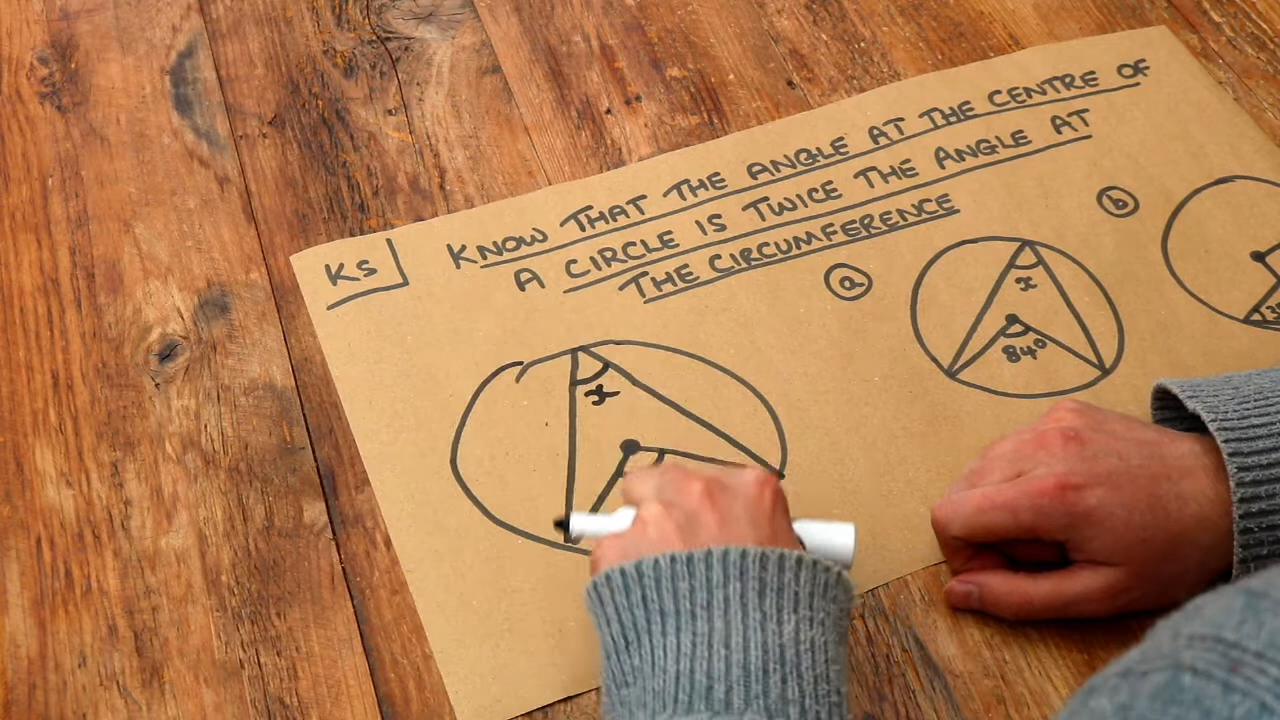 KS
KNOW THAT THE ANGLE AT THE CENTRE OF
A CIRCLE IS TWICE THE ANGLE AT
THE CIRCUMFERENCE
a
b
x
x
84°